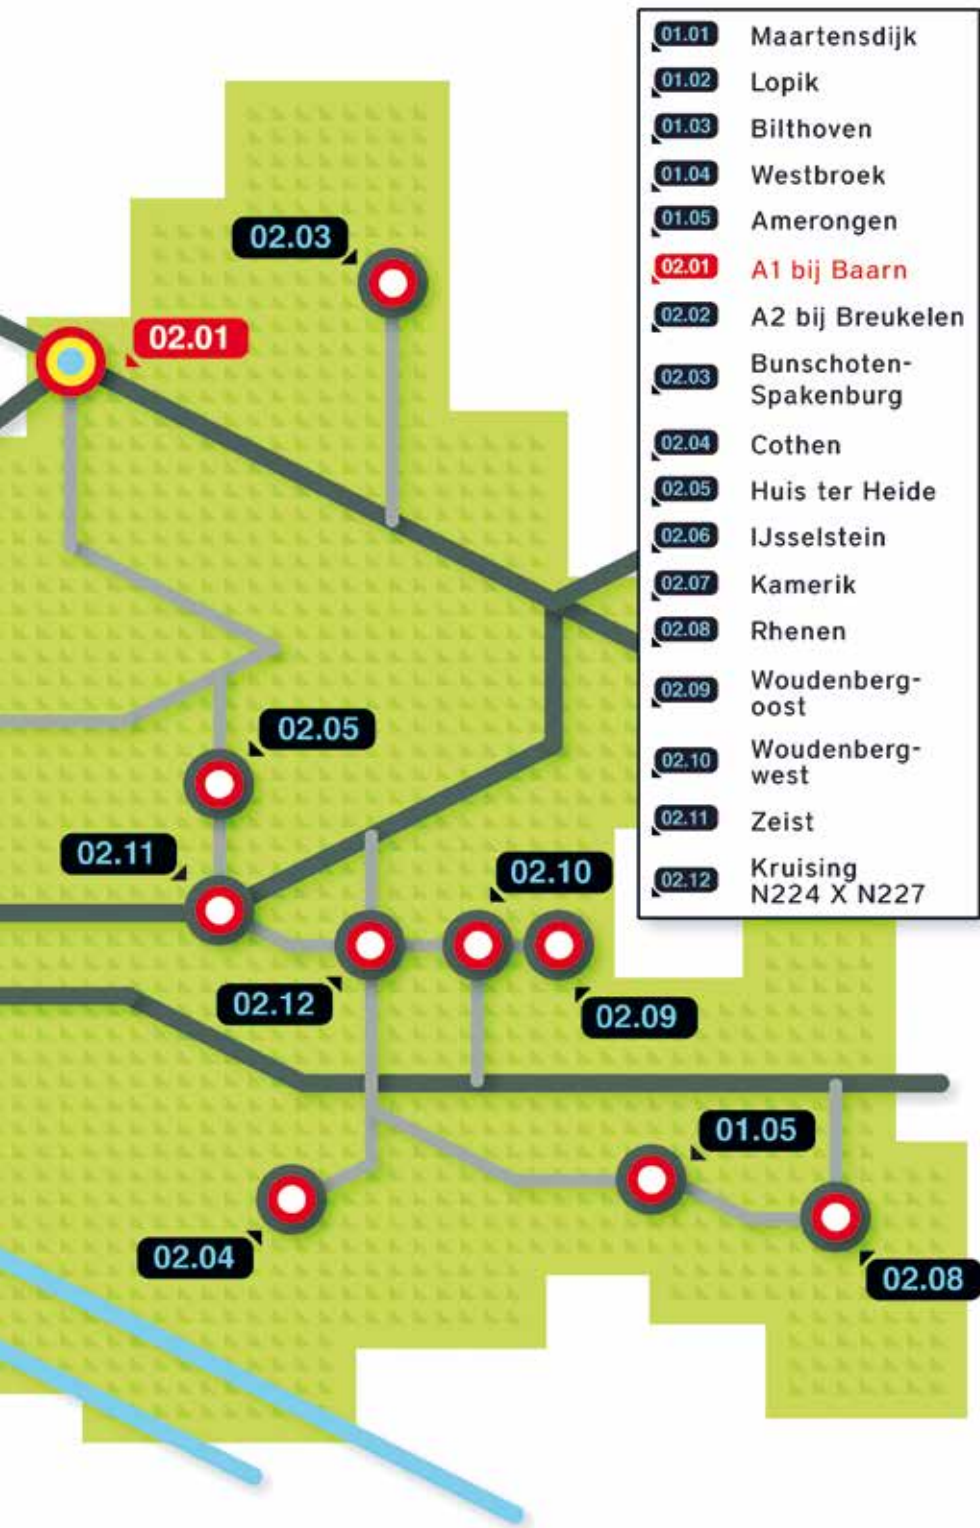 01.01 Maartensdijk
01.02 Lopik
01.03 Bilthoven
01.04 Westbroek
01.05 Amerongen
02.01 A1 bij Baarn
02.02 A2 bij Breukelen
02.03 Bunschoten-
Spakenburg
02.04 Cothen
02.05 Huis ter Heide
02.06 IJsselstein
02.07 Kamerik
02.08 Rhenen
02.09 Woudenberg-
oost
02.10 Woudenberg-
west
02.11 Zeist
02.12 Kruising
N224 X N227
02.03
02.01
02.05
02.11
02.10
02.12
02.09
01.05
02.04
02.08